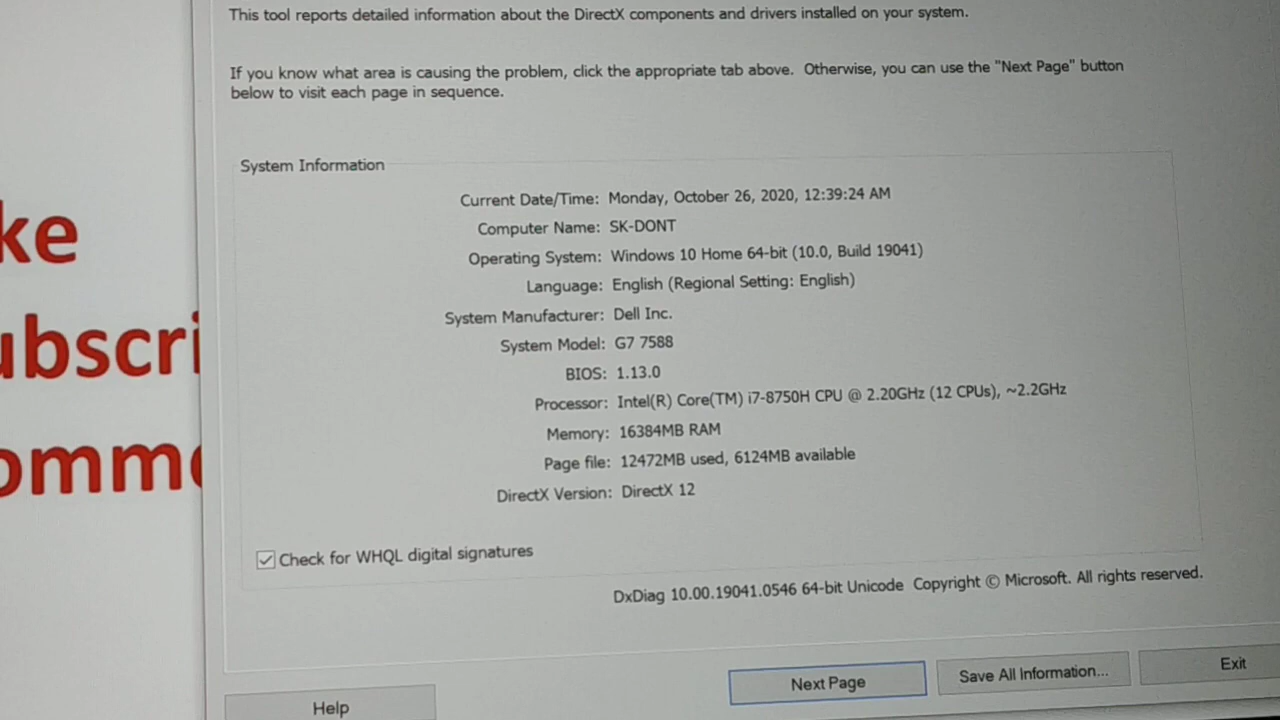 This tool reports detailed information about the DirectX components and drivers installed on your system.
If you know what area is causing the problem, click the appropriate tab above. Otherwise, you can use the "Next Page" button
below to visit each page in sequence.
System Information
Current Date/Time: Monday, October 26, 2020, 12:39:24 AM
Computer Name: SK-DONT
Operating System: Windows 10 Home 64-bit (10.0, Build 19041)
Language: English (Regional Setting: English)
System Manufacturer: Dell Inc.
System Model: G7 7588
BIOS: 1.13.0
Processor: Intel(R) Core(TM) i7-8750H CPU @ 2.20GHz (12 CPUs), ~2.2GHz
Memory: 16384MB RAM
Page file: 12472MB used, 6124MB available
DirectX Version: DirectX 12
Check for WHQL digital signatures
DxDiag 10.00.19041.0546 64-bit Unicode Copyright © Microsoft. All rights reserved.
Help
Next Page
Save All Information...
Exit
ke
ubscri
omme